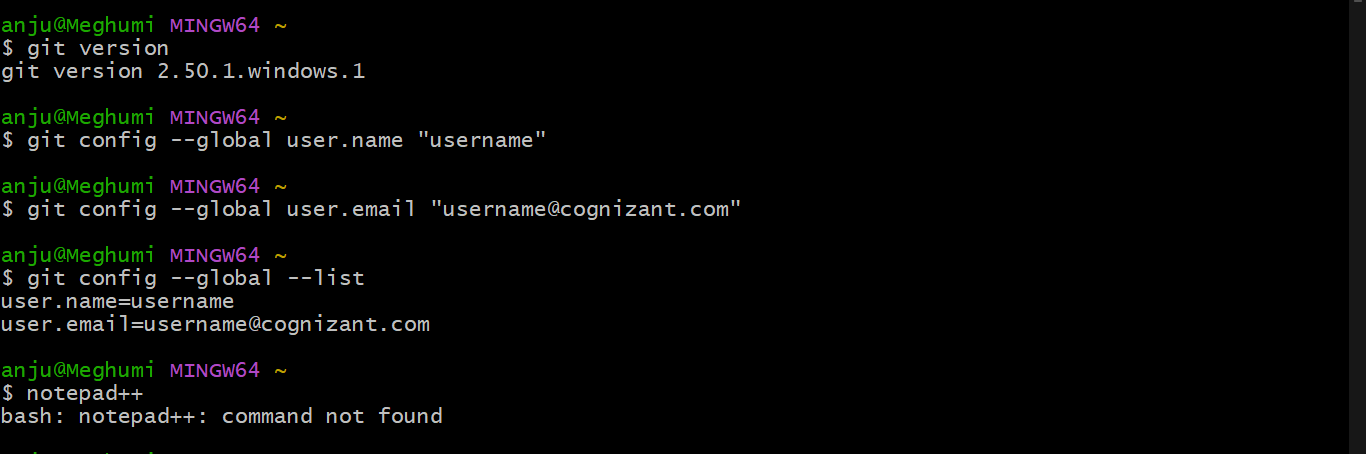 anju@Meghumi MINGW64 ~
$ git version
git version 2.50.1.windows.1
anju@Meghumi MINGW64 ~
$ git config --global user.name "username"
anju@Meghumi MINGW64 ~
$ git config --global user.email "username@cognizant.com"
anju@Meghumi MINGW64 ~
$ git config --global --list
user.name=username
user.email=username@cognizant.com
anju@Meghumi MINGW64 ~
$ notepad++
bash: notepad++: command not found